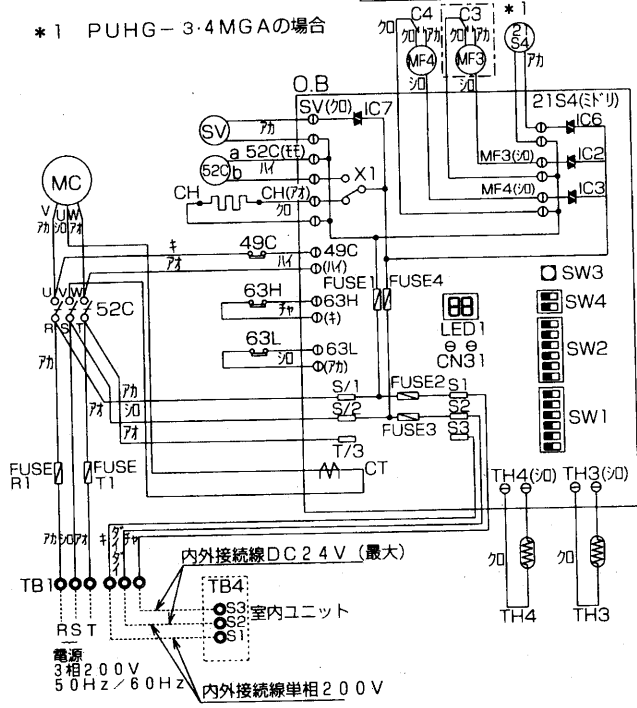 *1 PUHG-3･4MGAの場合
C4 C3 *1
クロ クロ アカ クロ クロ アカ 21S4
MF4 MF3 アカ
シロ シロ
O.B
SV(クロ) IC7 21S4(ミドリ)
SV アカ IC6
a 52C(モモ)
52C b ハイ X1 MF3(シロ) IC2
MC CH CH(アオ) MF4(シロ) IC3
クロ
V U W
アカ シロ アオ
キ 49C 49C
アオ ハイ (ハイ)
FUSE1 FUSE4 SW3
U V W 52C 63H 63H
チャ (キ) 88 SW4
R S T LED1
63L 63L CN31 SW2
アカ シロ (アカ)
アカ S/1 FUSE2 S1
アオ シロ S/2 S2 SW1
アオ FUSE3 S3
T/3
FUSE R1 FUSE T1 CT TH4(シロ) TH3(シロ)
アカ シロ アオ キ ダイダイ チャ
クロ クロ
内外接続線DC24V(最大)
TB1 TB4 TH4 TH3
S3 室内ユニット
S2
S1
R S T
電源
3相200V
50Hz/60Hz
内外接続線単相200V